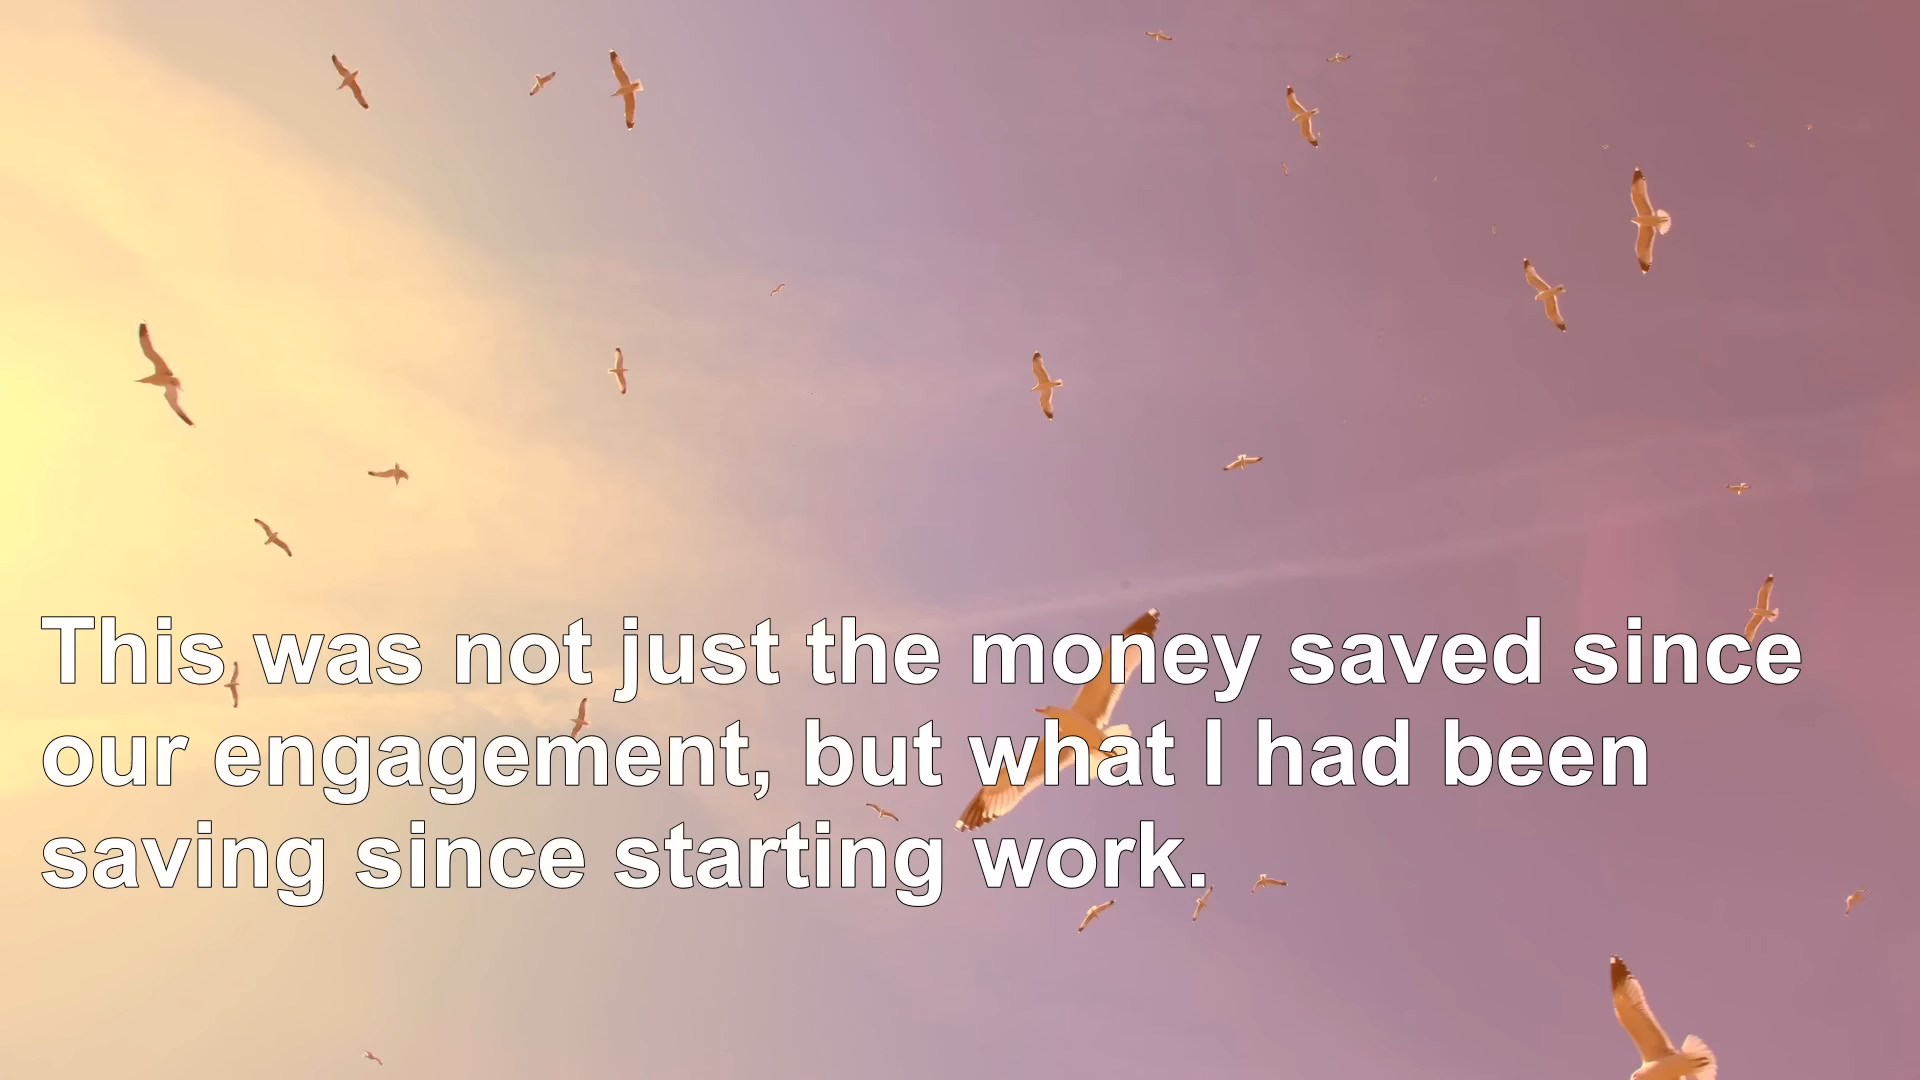 This was not just the money saved since
our engagement, but what I had been
saving since starting work.